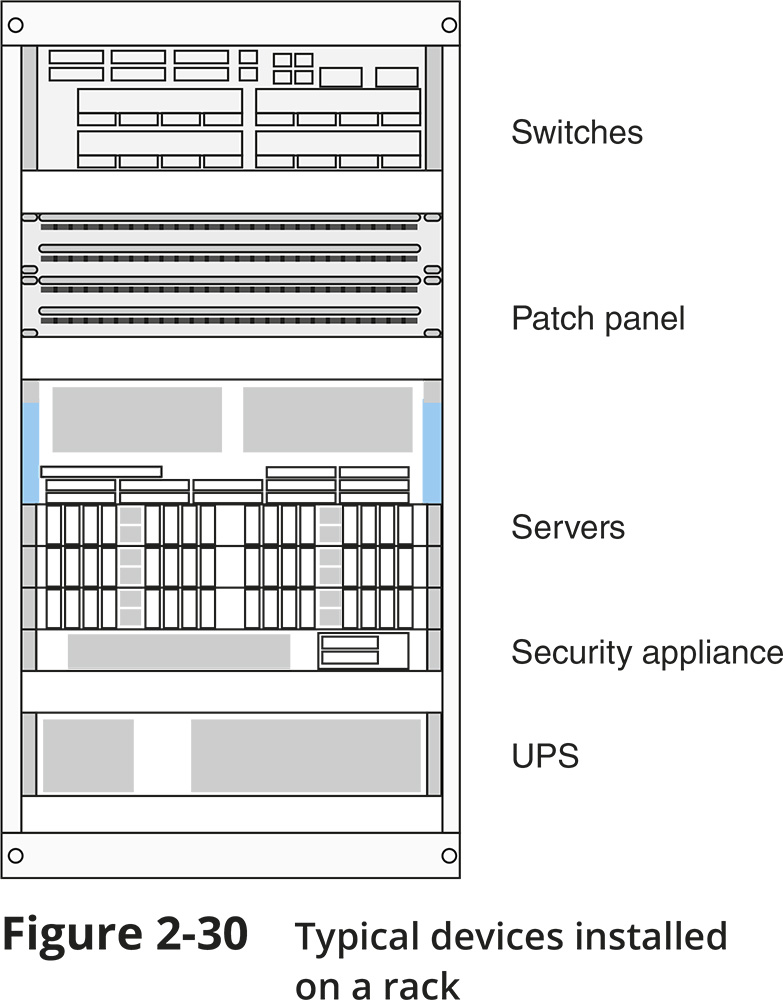 Switches
Patch panel
Servers
Security appliance
UPS
Figure 2-30 Typical devices installed
on a rack